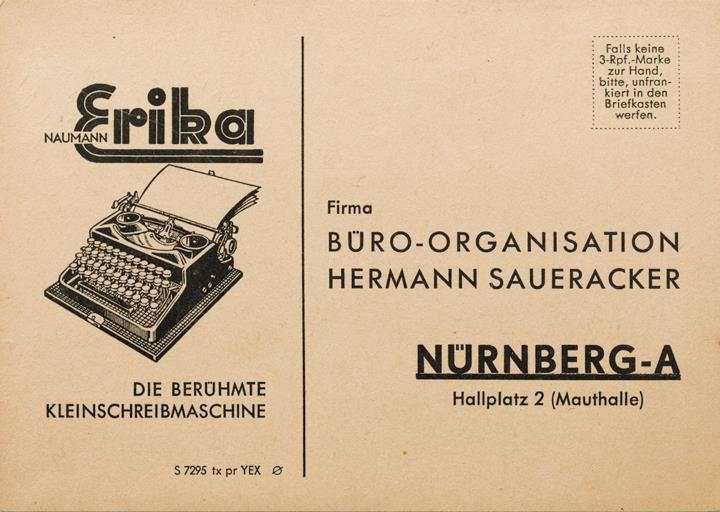 NAUMANN Erika
DIE BERÜHMTE
KLEINSCHREIBMASCHINE
S 7295 tx pr YEX
Falls keine
3-Rpf.-Marke
zur Hand,
bitte, unfran-
kiert in den
Briefkasten
werfen.
Firma
BÜRO-ORGANISATION
HERMANN SAUERACKER
NÜRNBERG-A
Hallplatz 2 (Mauthalle)